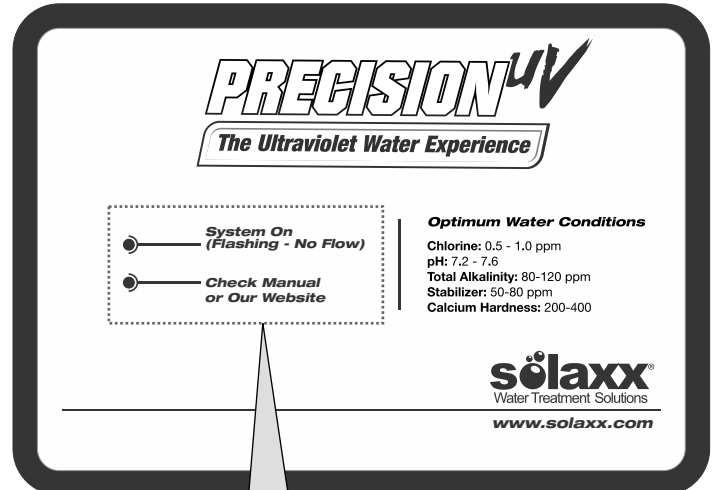 PRECISION UV
The Ultraviolet Water Experience
System On
(Flashing - No Flow)
Check Manual
or Our Website
Optimum Water Conditions
Chlorine: 0.5 - 1.0 ppm
pH: 7.2 - 7.6
Total Alkalinity: 80-120 ppm
Stabilizer: 50-80 ppm
Calcium Hardness: 200-400
sölaxx®
Water Treatment Solutions
www.solaxx.com